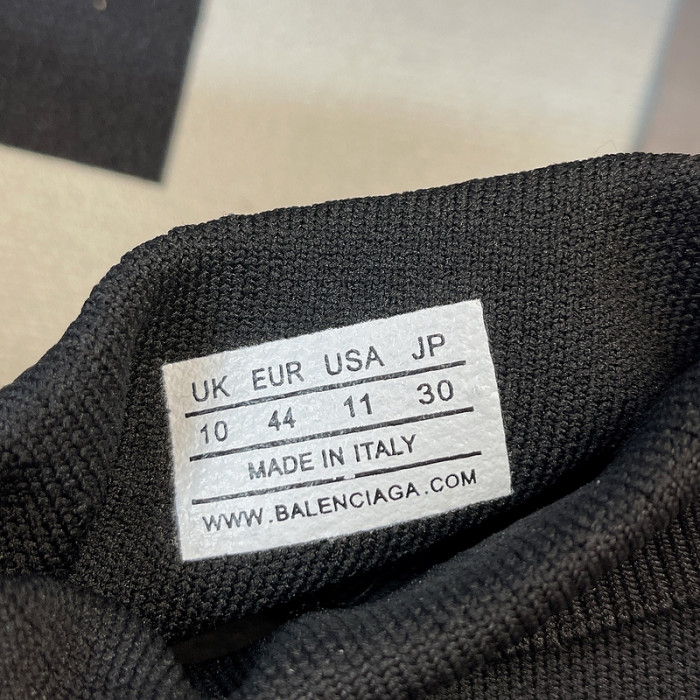 UK EUR USA JP
10 44 11 30
MADE IN ITALY
WWW.BALENCIAGA.COM